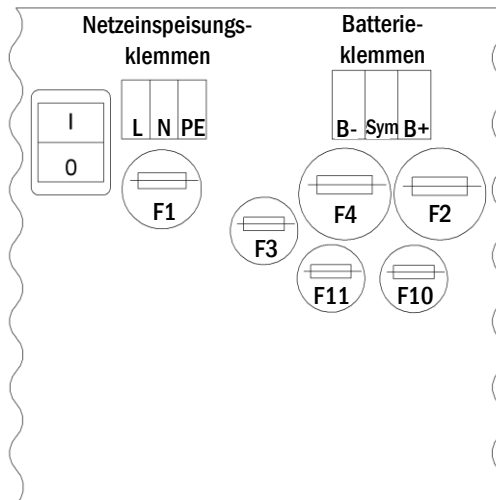 Netzeinspeisungs-
klemmen
Batterie-
klemmen
I
0
L N PE
B- Sym B+
F1
F3
F4
F2
F11
F10